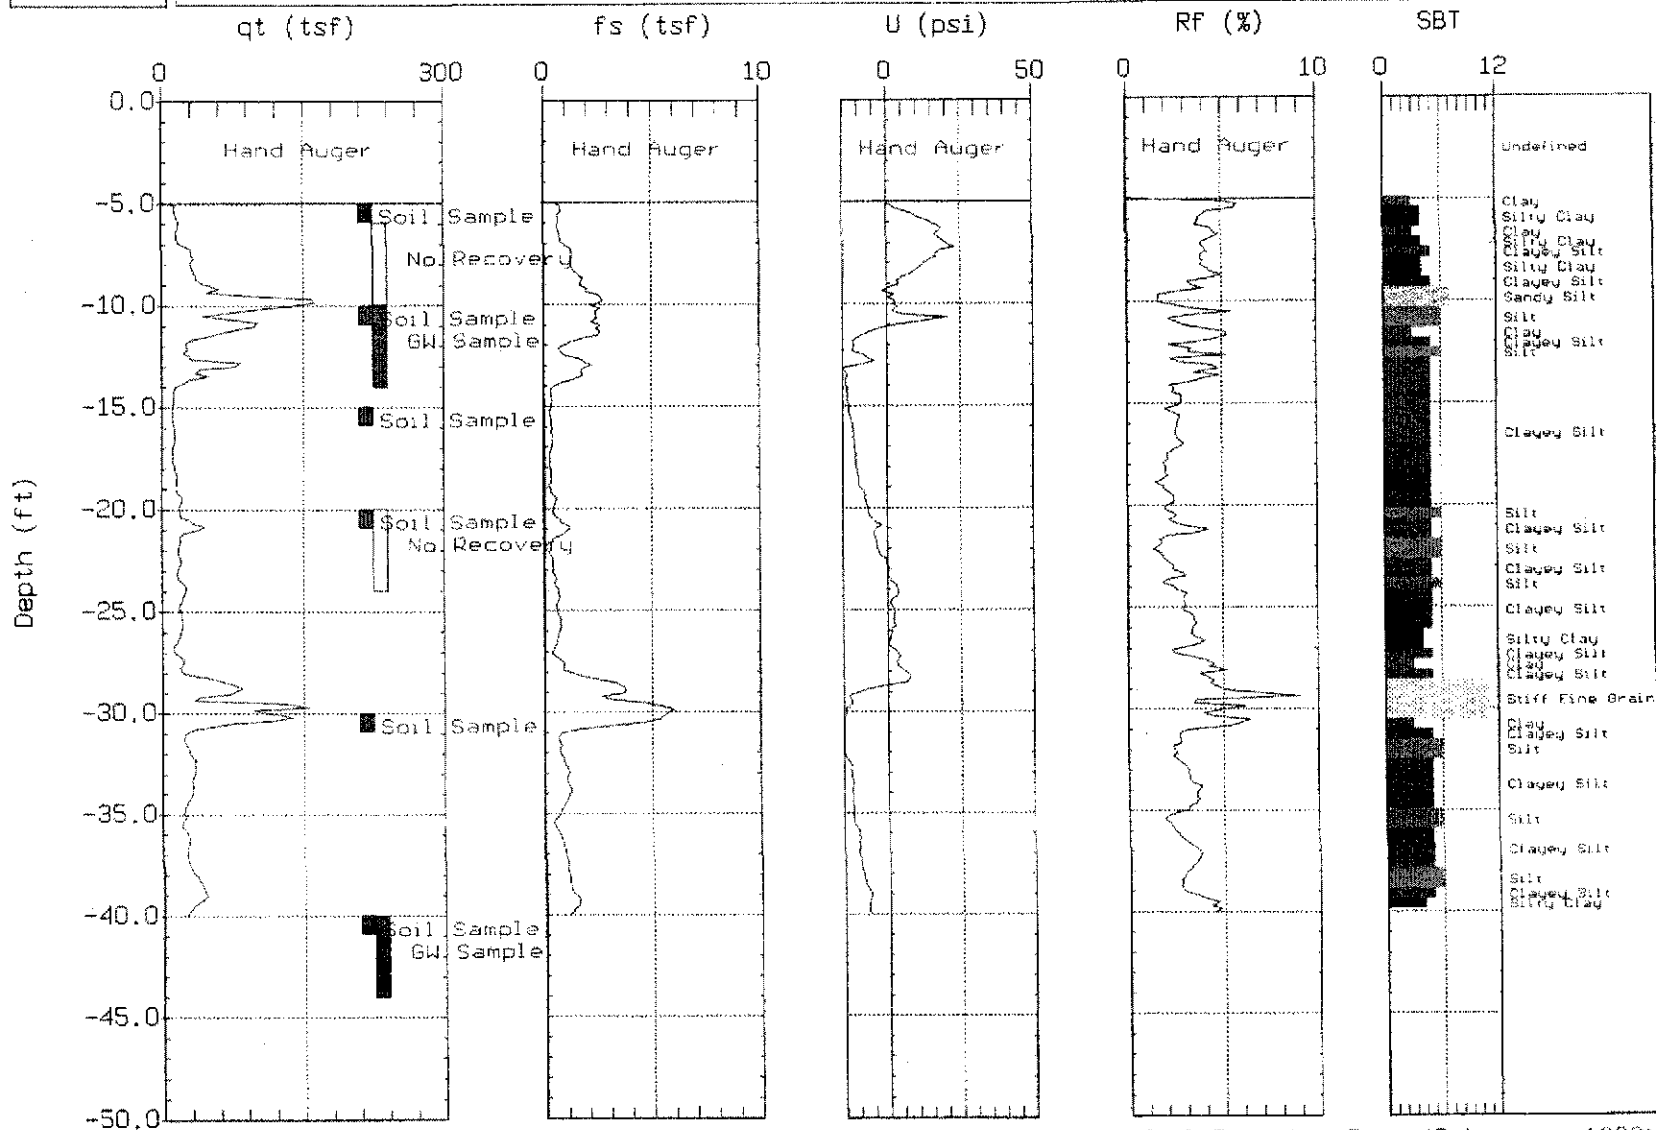 qt (tsf)
fs (tsf)
U (psi)
Rf (%)
SBT
0
300
0
10
0
50
0
10
0
12
0.0
-5.0
-10.0
-15.0
-20.0
-25.0
-30.0
-35.0
-40.0
-45.0
-50.0
Depth (ft)
Hand Auger
Hand Auger
Hand Auger
Hand Auger
Soil Sample
No Recovery
Soil Sample
GW Sample
Soil Sample
Soil Sample
No Recovery
Soil Sample
Soil Sample
GW Sample
Undefined
Clay
Silty Clay
Clay
Silty Clay
Clayey Silt
Silty Clay
Clayey Silt
Sandy Silt
Silt
Clay
Clayey Silt
Silt
Clayey Silt
Silt
Clayey Silt
Silt
Clayey Silt
Silt
Clayey Silt
Silty Clay
Clayey Silt
Clay
Clayey Silt
Stiff Fine Grain
Clay
Clayey Silt
Silt
Clayey Silt
Silt
Clayey Silt
Silt
Clayey Silt
Silty Clay